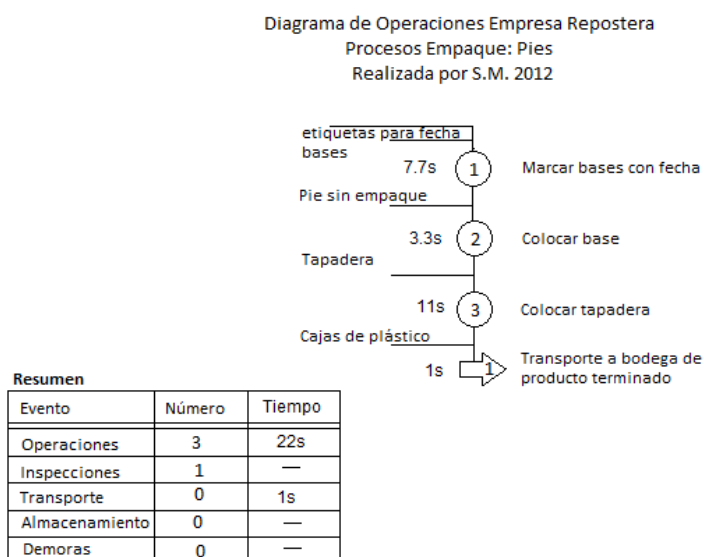 Diagrama de Operaciones Empresa Repostera
Procesos Empaque: Pies
Realizada por S.M. 2012
etiquetas para fecha
bases
7.7s 1 Marcar bases con fecha
Pie sin empaque
3.3s 2 Colocar base
Tapadera
11s 3 Colocar tapadera
Cajas de plástico
1s 1 Transporte a bodega de
producto terminado
Resumen
Evento Número Tiempo
Operaciones 3 22s
Inspecciones 1 —
Transporte 0 1s
Almacenamiento 0 —
Demoras 0 —